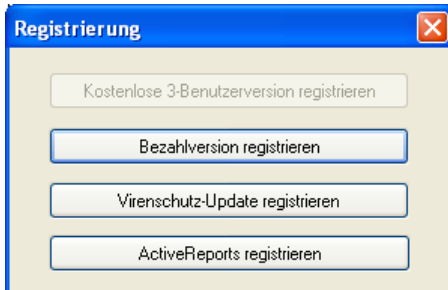 Registrierung
Kostenlose 3-Benutzerversion registrieren
Bezahlversion registrieren
Virenschutz-Update registrieren
ActiveReports registrieren